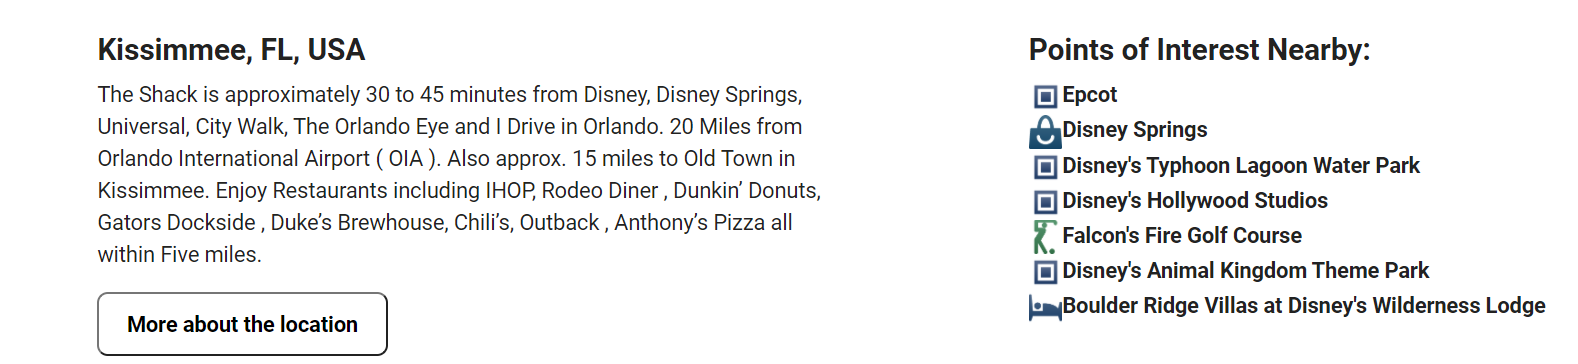 Kissimmee, FL, USA
The Shack is approximately 30 to 45 minutes from Disney, Disney Springs,
Universal, City Walk, The Orlando Eye and I Drive in Orlando. 20 Miles from
Orlando International Airport ( OIA ). Also approx. 15 miles to Old Town in
Kissimmee. Enjoy Restaurants including IHOP, Rodeo Diner , Dunkin’ Donuts,
Gators Dockside , Duke’s Brewhouse, Chili’s, Outback , Anthony’s Pizza all
within Five miles.
More about the location
Points of Interest Nearby:
Epcot
Disney Springs
Disney's Typhoon Lagoon Water Park
Disney's Hollywood Studios
Falcon's Fire Golf Course
Disney's Animal Kingdom Theme Park
Boulder Ridge Villas at Disney's Wilderness Lodge